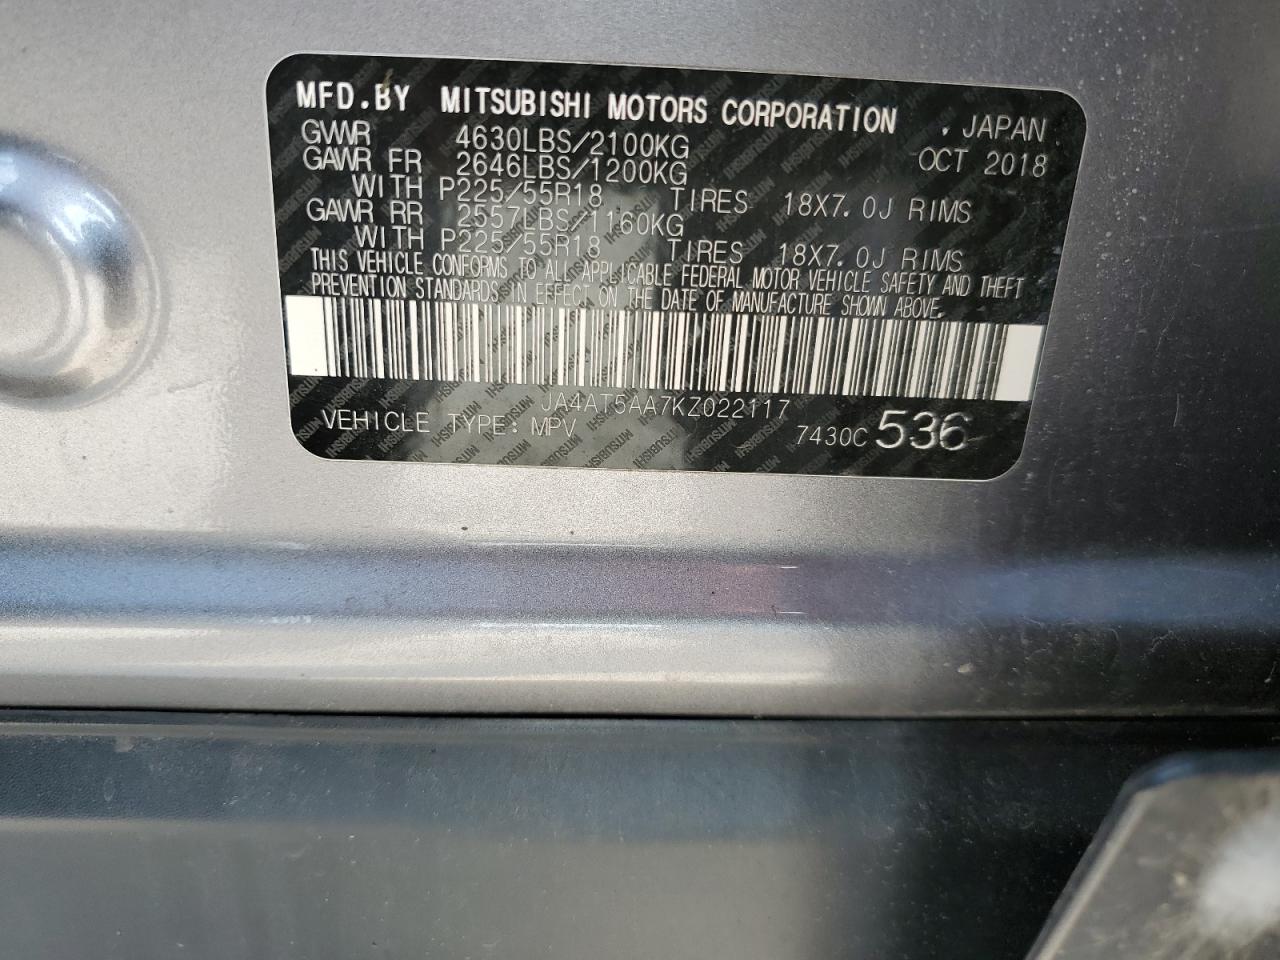 MFD.BY MITSUBISHI MOTORS CORPORATION , JAPAN
GVWR 4630LBS/2100KG OCT 2018
GAWR FR 2646LBS/1200KG
WITH P225/55R18 TIRES 18X7.0J RIMS
GAWR RR 2557LBS/1160KG
WITH P225/55R18 TIRES 18X7.0J RIMS
THIS VEHICLE CONFORMS TO ALL APPLICABLE FEDERAL MOTOR VEHICLE SAFETY AND THEFT
PREVENTION STANDARDS IN EFFECT ON THE DATE OF MANUFACTURE SHOWN ABOVE.
JA4AT5AA7KZ022117
VEHICLE TYPE: MPV 7430C 536